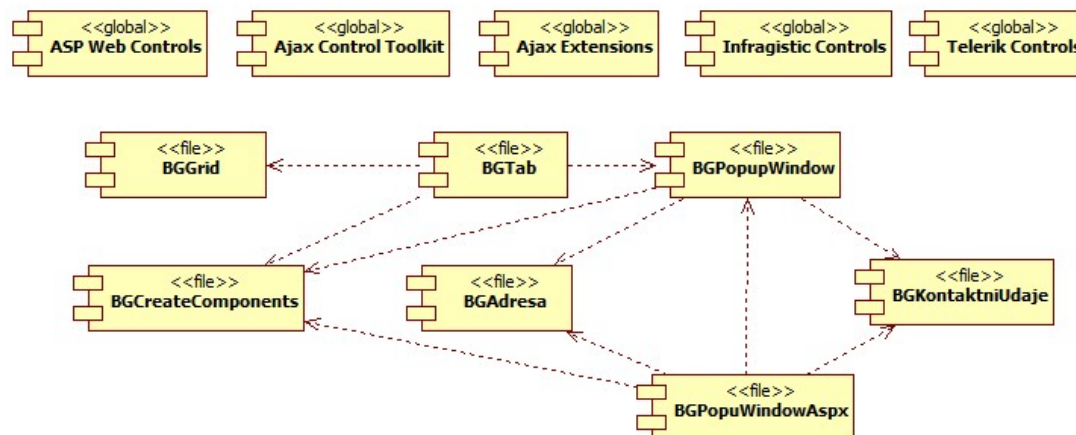 <<global>>
ASP Web Controls
<<global>>
Ajax Control Toolkit
<<global>>
Ajax Extensions
<<global>>
Infragistic Controls
<<global>>
Telerik Controls
<<file>>
BGGrid
<<file>>
BGTab
<<file>>
BGPopupWindow
<<file>>
BGCreateComponents
<<file>>
BGAdresa
<<file>>
BGKontaktniUdaje
<<file>>
BGPopuWindowAspx